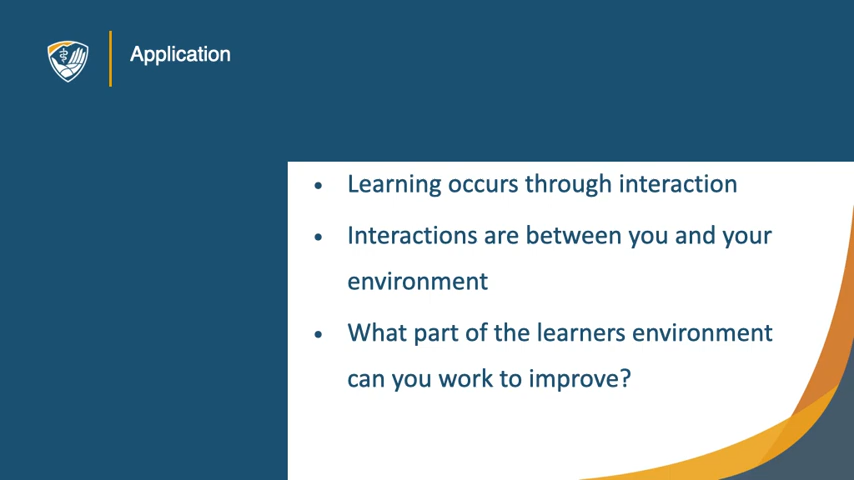 Application
• Learning occurs through interaction
• Interactions are between you and your
environment
• What part of the learners environment
can you work to improve?